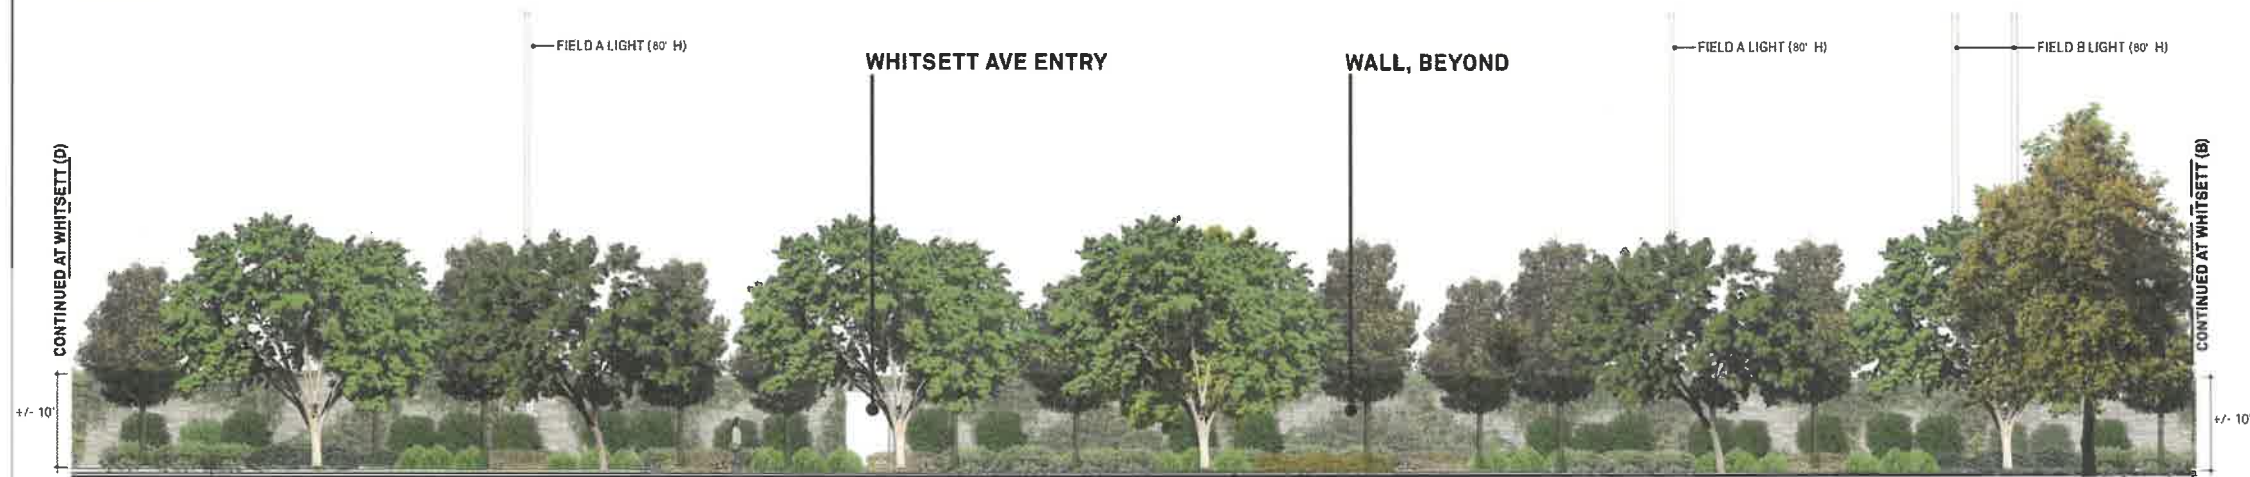 FIELD A LIGHT (80' H)
WHITSETT AVE ENTRY
WALL, BEYOND
FIELD A LIGHT (80' H)
FIELD B LIGHT (80' H)
CONTINUED AT WHITSETT (D)
CONTINUED AT WHITSETT (B)
+/- 10'
+/- 10'